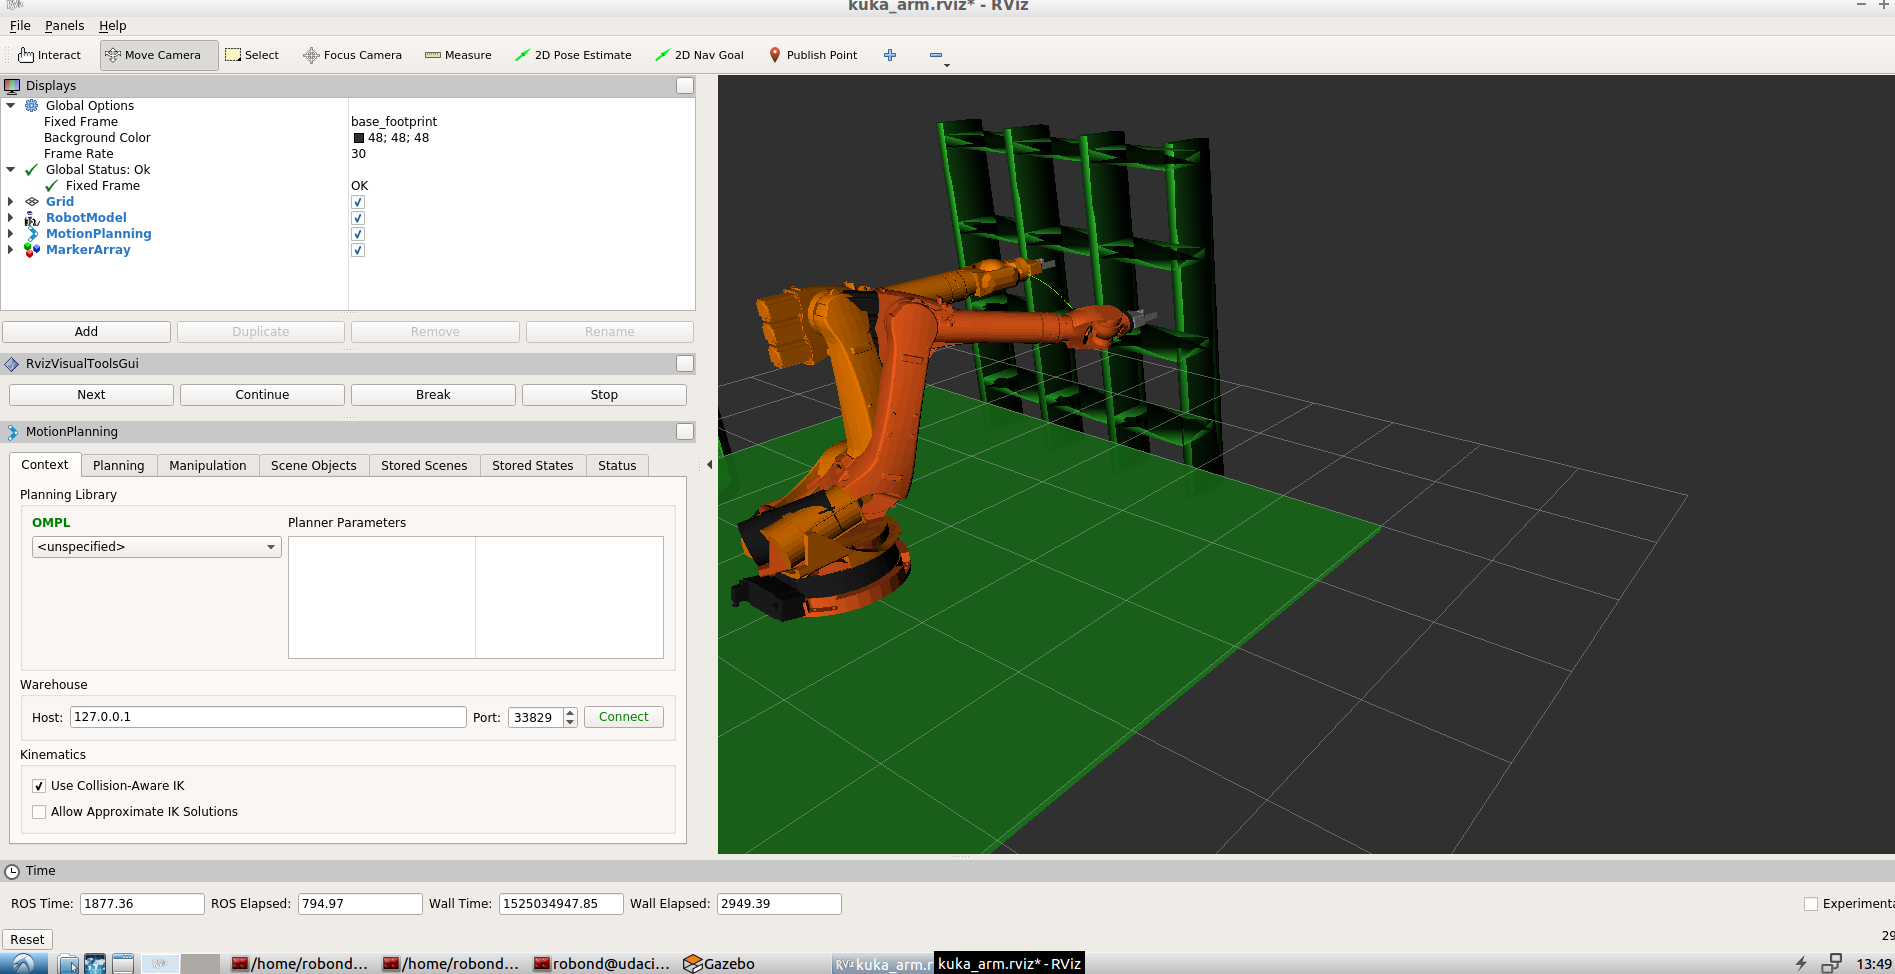 kuka_arm.rviz* - RViz
File Panels Help
Interact Move Camera Select Focus Camera Measure 2D Pose Estimate 2D Nav Goal Publish Point
Displays
Global Options
Fixed Frame base_footprint
Background Color 48; 48; 48
Frame Rate 30
Global Status: Ok
Fixed Frame OK
Grid
RobotModel
MotionPlanning
MarkerArray
Add Duplicate Remove Rename
RvizVisualToolsGui
Next Continue Break Stop
MotionPlanning
Context Planning Manipulation Scene Objects Stored Scenes Stored States Status
Planning Library
OMPL Planner Parameters
<unspecified>
Warehouse
Host: 127.0.0.1 Port: 33829 Connect
Kinematics
Use Collision-Aware IK
Allow Approximate IK Solutions
Time
ROS Time: 1877.36 ROS Elapsed: 794.97 Wall Time: 1525034947.85 Wall Elapsed: 2949.39 Experimenta
Reset
29
/home/robond... /home/robond... robond@udaci... Gazebo RViz kuka_arm.r kuka_arm.rviz* - RViz 13:49